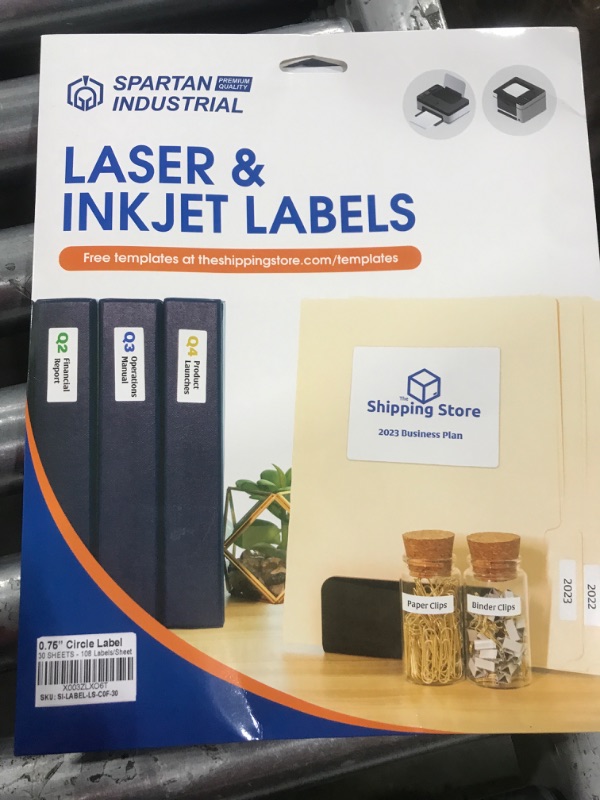 SPARTAN PREMIUM QUALITY
INDUSTRIAL
LASER &
INKJET LABELS
Free templates at theshippingstore.com/templates
Q2 Financial Report
Q3 Operations Manual
Q4 Product Launches
The
Shipping Store
2023 Business Plan
Paper Clips
Binder Clips
2023
2022
0.75" Circle Label
30 SHEETS - 108 Labels/Sheet
X003ZLXO6T
SKU: SI-LABEL-LS-C0F-30